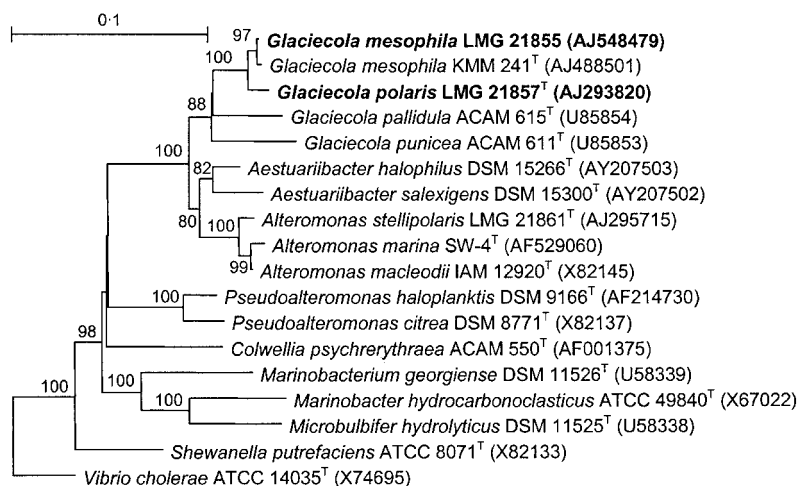 0·1
97
Glaciecola mesophila LMG 21855 (AJ548479)
100
Glaciecola mesophila KMM 241ᵀ (AJ488501)
Glaciecola polaris LMG 21857ᵀ (AJ293820)
88
Glaciecola pallidula ACAM 615ᵀ (U85854)
Glaciecola punicea ACAM 611ᵀ (U85853)
100
82
Aestuariibacter halophilus DSM 15266ᵀ (AY207503)
Aestuariibacter salexigens DSM 15300ᵀ (AY207502)
80
100
Alteromonas stellipolaris LMG 21861ᵀ (AJ295715)
Alteromonas marina SW-4ᵀ (AF529060)
99
Alteromonas macleodii IAM 12920ᵀ (X82145)
100
Pseudoalteromonas haloplanktis DSM 9166ᵀ (AF214730)
Pseudoalteromonas citrea DSM 8771ᵀ (X82137)
98
Colwellia psychrerythraea ACAM 550ᵀ (AF001375)
Marinobacterium georgiense DSM 11526ᵀ (U58339)
100
100
100
Marinobacter hydrocarbonoclasticus ATCC 49840ᵀ (X67022)
Microbulbifer hydrolyticus DSM 11525ᵀ (U58338)
Shewanella putrefaciens ATCC 8071ᵀ (X82133)
Vibrio cholerae ATCC 14035ᵀ (X74695)